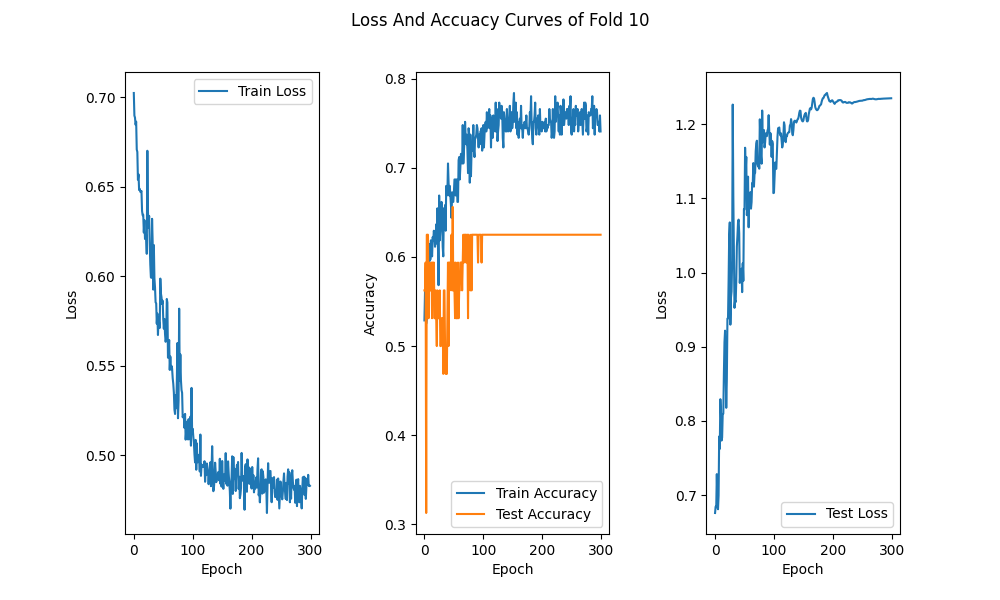 Loss And Accuacy Curves of Fold 10
Train Loss
0.70
0.65
0.60
0.55
0.50
Loss
0
100
200
300
Epoch
0.8
0.7
0.6
0.5
0.4
0.3
Accuracy
Train Accuracy
Test Accuracy
0
100
200
300
Epoch
1.2
1.1
1.0
0.9
0.8
0.7
Loss
Test Loss
0
100
200
300
Epoch